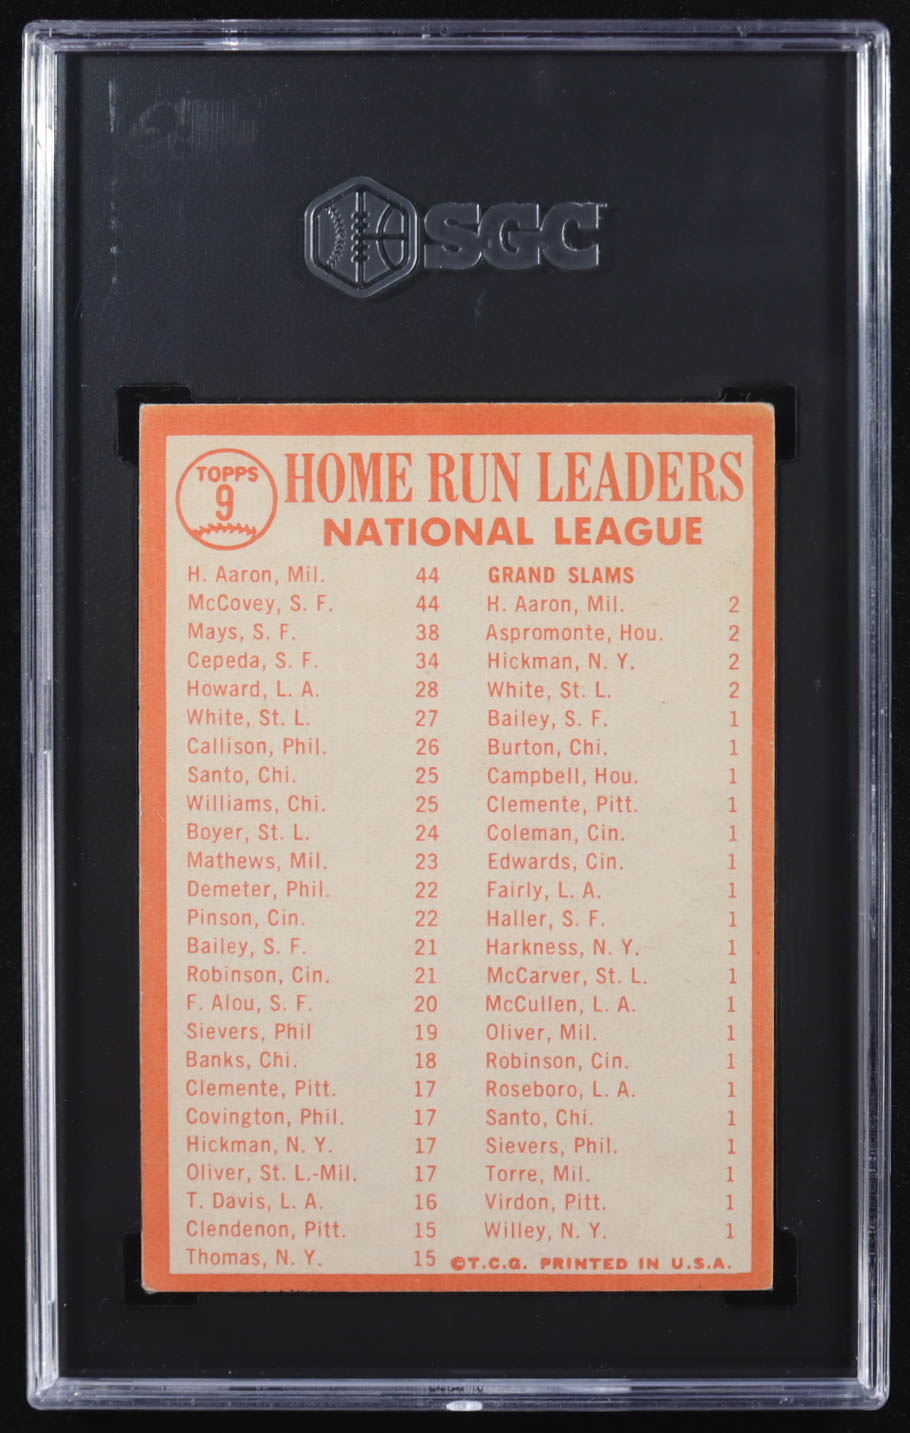 SGC
TOPPS
9
HOME RUN LEADERS
NATIONAL LEAGUE
H. Aaron, Mil. 44
McCovey, S. F. 44
Mays, S. F. 38
Cepeda, S. F. 34
Howard, L. A. 28
White, St. L. 27
Callison, Phil. 26
Santo, Chi. 25
Williams, Chi. 25
Boyer, St. L. 24
Mathews, Mil. 23
Demeter, Phil. 22
Pinson, Cin. 22
Bailey, S. F. 21
Robinson, Cin. 21
F. Alou, S. F. 20
Sievers, Phil 19
Banks, Chi. 18
Clemente, Pitt. 17
Covington, Phil. 17
Hickman, N. Y. 17
Oliver, St. L.-Mil. 17
T. Davis, L. A. 16
Clendenon, Pitt. 15
Thomas, N. Y. 15
GRAND SLAMS
H. Aaron, Mil. 2
Aspromonte, Hou. 2
Hickman, N. Y. 2
White, St. L. 2
Bailey, S. F. 1
Burton, Chi. 1
Campbell, Hou. 1
Clemente, Pitt. 1
Coleman, Cin. 1
Edwards, Cin. 1
Fairly, L. A. 1
Haller, S. F. 1
Harkness, N. Y. 1
McCarver, St. L. 1
McCullen, L. A. 1
Oliver, Mil. 1
Robinson, Cin. 1
Roseboro, L. A. 1
Santo, Chi. 1
Sievers, Phil. 1
Torre, Mil. 1
Virdon, Pitt. 1
Willey, N. Y. 1
©T.C.G. PRINTED IN U.S.A.